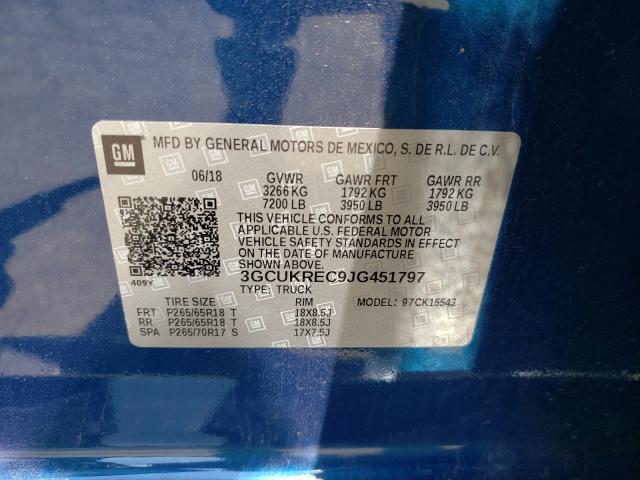 GM MFD BY GENERAL MOTORS DE MEXICO, S. DE R.L. DE C.V.
06/18 GVWR GAWR FRT GAWR RR
3266 KG 1792 KG 1792 KG
7200 LB 3950 LB 3950 LB
THIS VEHICLE CONFORMS TO ALL
APPLICABLE U.S. FEDERAL MOTOR
VEHICLE SAFETY STANDARDS IN EFFECT
ON THE DATE OF MANUFACTURE
SHOWN ABOVE.
409Y 3GCUKREC9JG451797
TYPE: TRUCK
TIRE SIZE RIM MODEL: 97CK15543
FRT P265/65R18 T 18X8.5J
RR P265/65R18 T 18X8.5J
SPA P265/70R17 S 17X7.5J